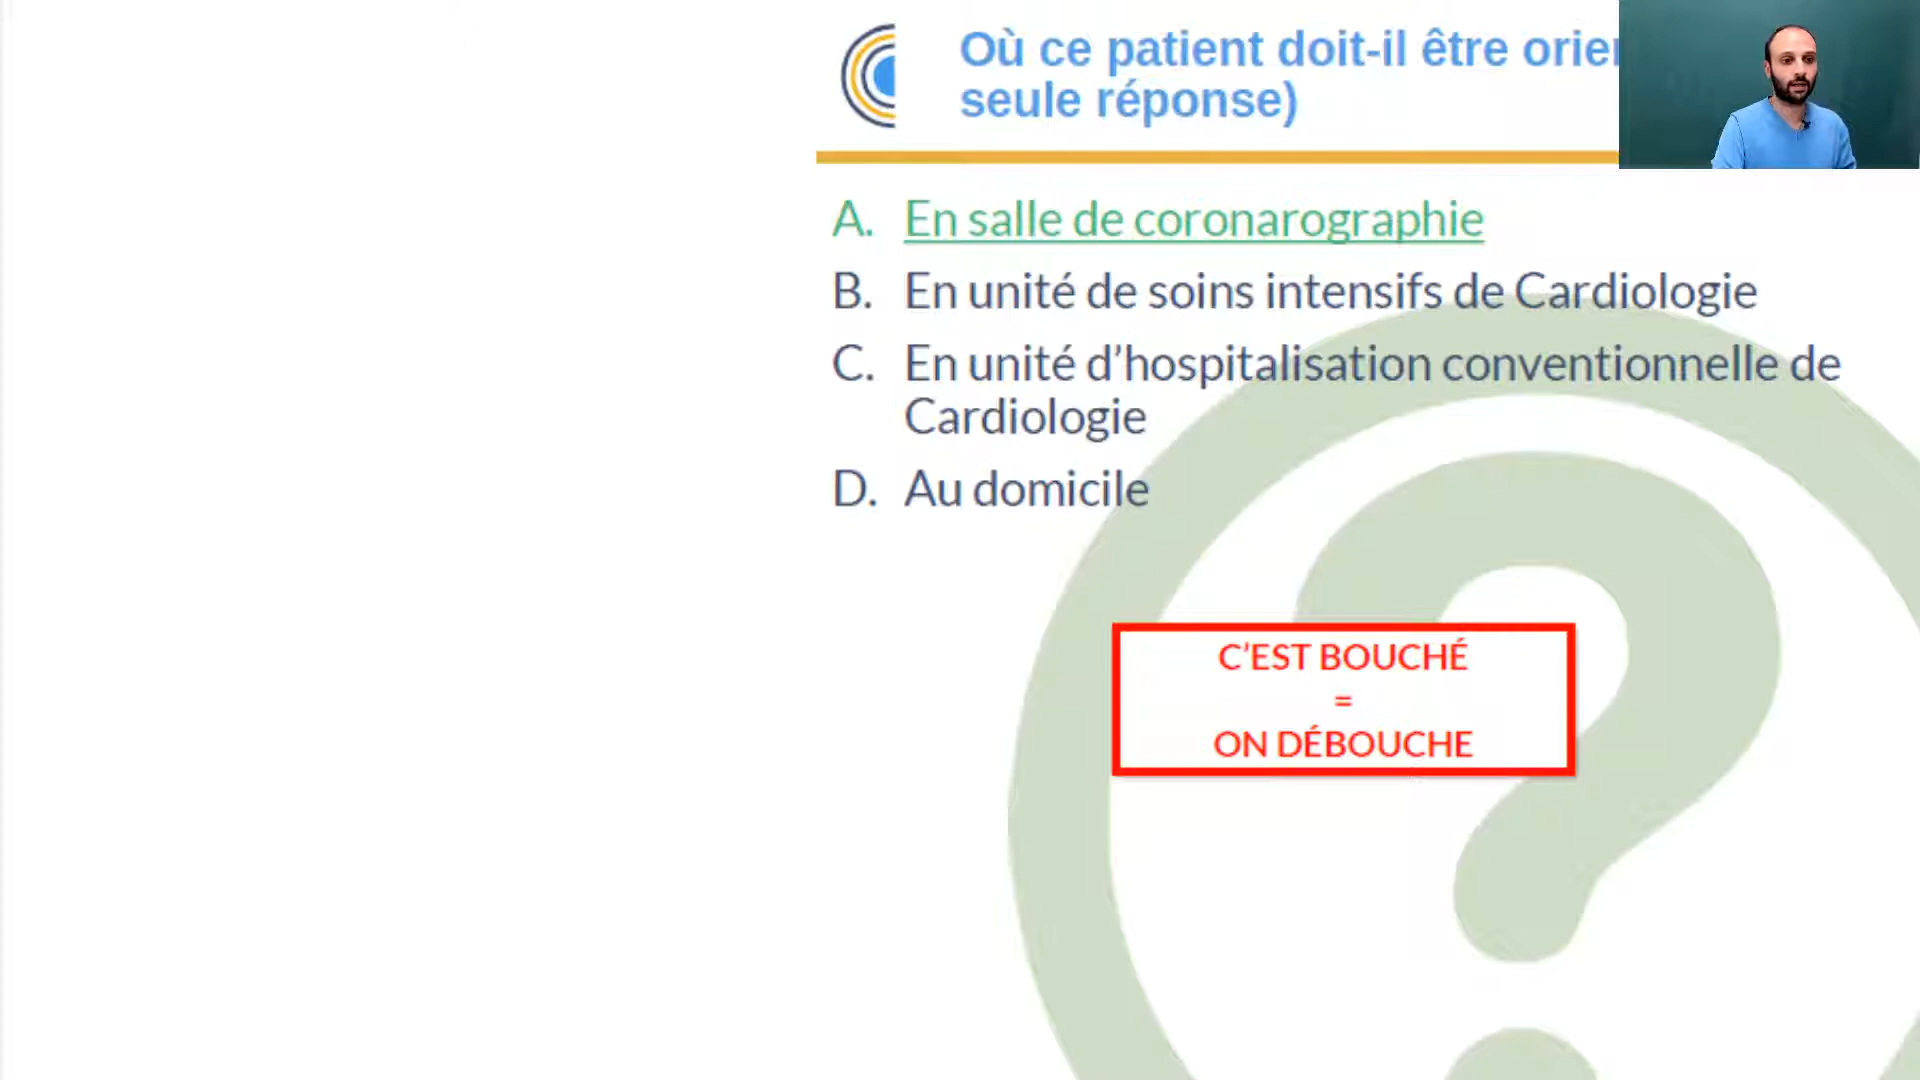 Où ce patient doit-il être
seule réponse)
A. En salle de coronarographie
B. En unité de soins intensifs de Cardiologie
C. En unité d’hospitalisation conventionnelle de
Cardiologie
D. Au domicile
C’EST BOUCHÉ
=
ON DÉBOUCHE